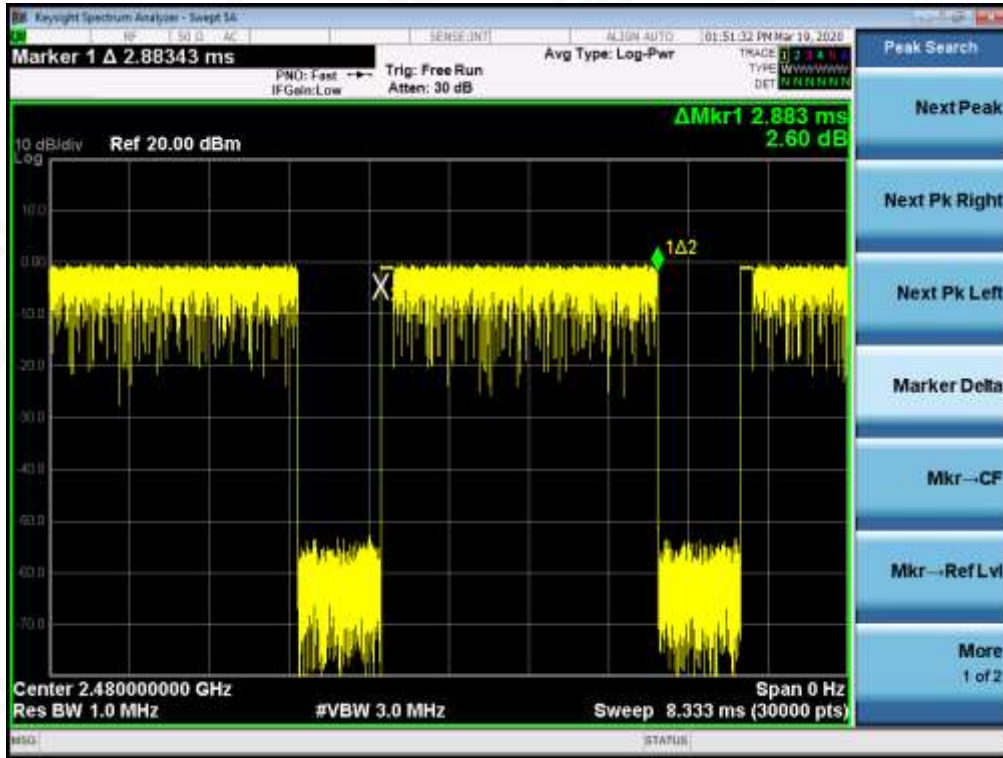 Keysight Spectrum Analyzer - Swept SA
RF 50 Ω AC SENSE:INT ALIGN AUTO 01:51:32 PM Mar 19, 2020
Marker 1 Δ 2.88343 ms
Avg Type: Log-Pwr
TRACE 1 2 3 4 5 6
PNO: Fast
Trig: Free Run
TYPE
IFGain:Low
Atten: 30 dB
DET N N N N N N
ΔMkr1 2.883 ms
2.60 dB
10 dB/div Ref 20.00 dBm
Log
10.0
0.00
-10.0
-20.0
-30.0
-40.0
-60.0
-70.0
1Δ2
X
Center 2.480000000 GHz
Span 0 Hz
Res BW 1.0 MHz
#VBW 3.0 MHz
Sweep 8.333 ms (30000 pts)
MSG
STATUS
Peak Search
Next Peak
Next Pk Right
Next Pk Left
Marker Delta
Mkr→CF
Mkr→Ref Lvl
More
1 of 2